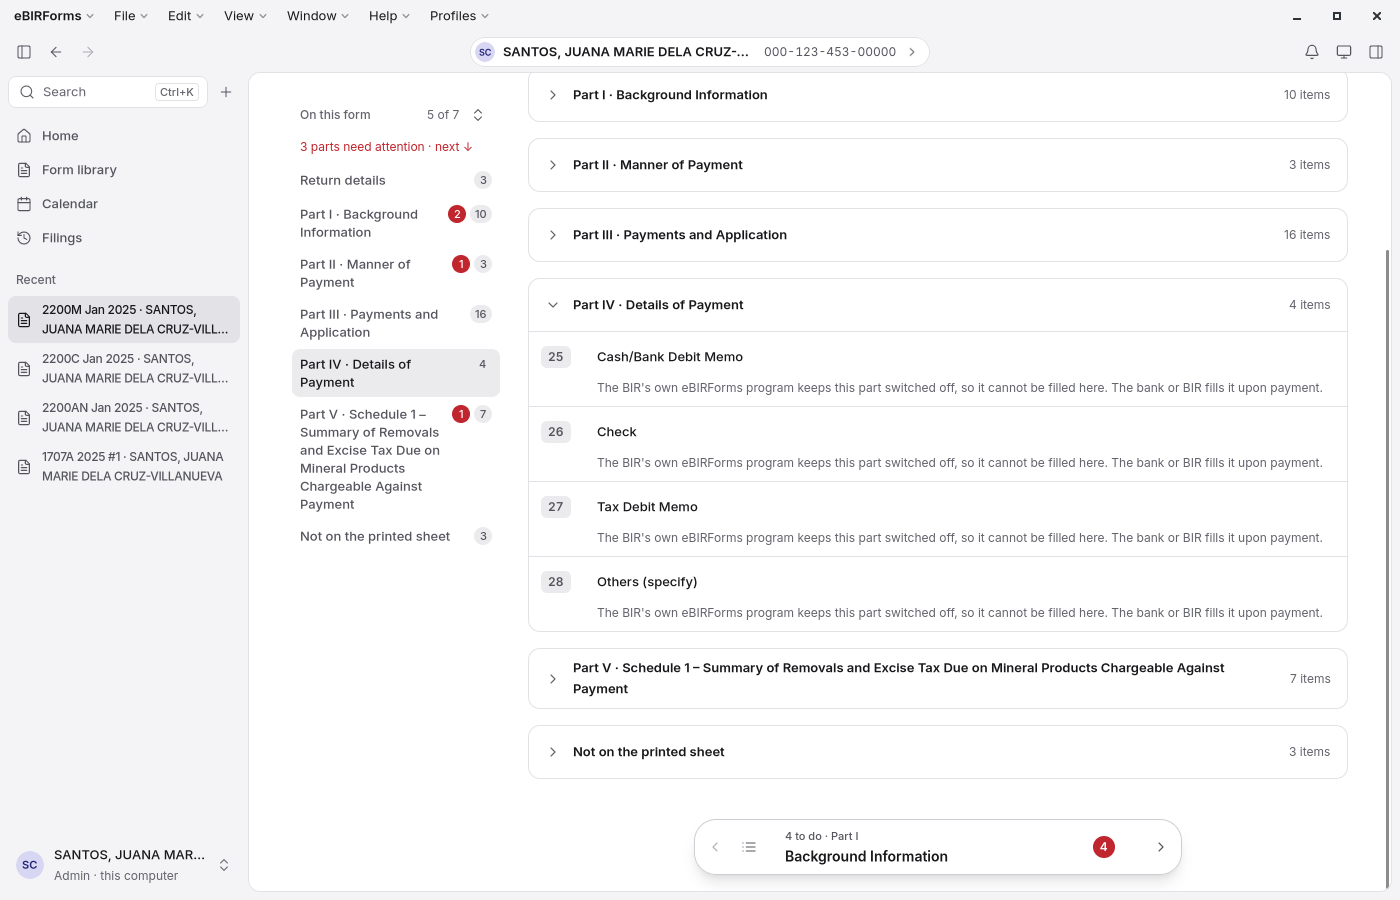 eBIRForms File Edit View Window Help Profiles
SC SANTOS, JUANA MARIE DELA CRUZ-... 000-123-453-00000
Search Ctrl+K
Home
Form library
Calendar
Filings
Recent
2200M Jan 2025 · SANTOS,
JUANA MARIE DELA CRUZ-VILL...
2200C Jan 2025 · SANTOS,
JUANA MARIE DELA CRUZ-VILL...
2200AN Jan 2025 · SANTOS,
JUANA MARIE DELA CRUZ-VILL...
1707A 2025 #1 · SANTOS, JUANA
MARIE DELA CRUZ-VILLANUEVA
SC SANTOS, JUANA MAR...
Admin · this computer
On this form 5 of 7
3 parts need attention · next ↓
Return details 3
Part I · Background 2 10
Information
Part II · Manner of 1 3
Payment
Part III · Payments and 16
Application
Part IV · Details of 4
Payment
Part V · Schedule 1 – 1 7
Summary of Removals
and Excise Tax Due on
Mineral Products
Chargeable Against
Payment
Not on the printed sheet 3
Part I · Background Information 10 items
Part II · Manner of Payment 3 items
Part III · Payments and Application 16 items
Part IV · Details of Payment 4 items
25 Cash/Bank Debit Memo
The BIR's own eBIRForms program keeps this part switched off, so it cannot be filled here. The bank or BIR fills it upon payment.
26 Check
The BIR's own eBIRForms program keeps this part switched off, so it cannot be filled here. The bank or BIR fills it upon payment.
27 Tax Debit Memo
The BIR's own eBIRForms program keeps this part switched off, so it cannot be filled here. The bank or BIR fills it upon payment.
28 Others (specify)
The BIR's own eBIRForms program keeps this part switched off, so it cannot be filled here. The bank or BIR fills it upon payment.
Part V · Schedule 1 – Summary of Removals and Excise Tax Due on Mineral Products Chargeable Against
Payment 7 items
Not on the printed sheet 3 items
4 to do · Part I
Background Information 4